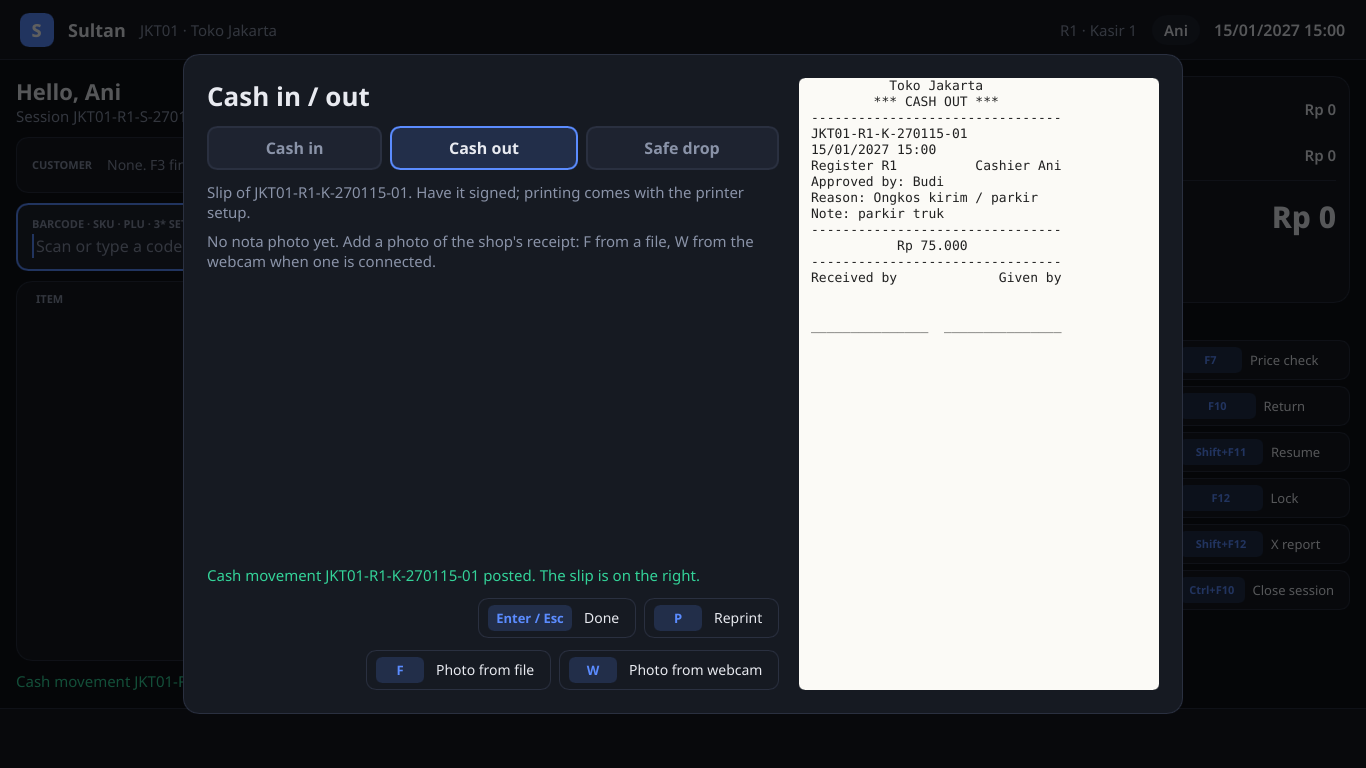 S Sultan JKT01 · Toko Jakarta R1 · Kasir 1 Ani 15/01/2027 15:00
Hello, Ani
Session JKT01-R1-S-2701
CUSTOMER None. F3
BARCODE · SKU · PLU · 3*
Scan or type a code
ITEM
Cash movement
Cash in / out
Cash in Cash out Safe drop
Slip of JKT01-R1-K-270115-01. Have it signed; printing comes with the printer
setup.
No nota photo yet. Add a photo of the shop's receipt: F from a file, W from the
webcam when one is connected.
Cash movement JKT01-R1-K-270115-01 posted. The slip is on the right.
Enter / Esc Done P Reprint
F Photo from file W Photo from webcam
Toko Jakarta
*** CASH OUT ***
--------------------------------
JKT01-R1-K-270115-01
15/01/2027 15:00
Register R1 Cashier Ani
Approved by: Budi
Reason: Ongkos kirim / parkir
Note: parkir truk
--------------------------------
Rp 75.000
--------------------------------
Received by Given by
_______________ _______________
Rp 0
Rp 0
Rp 0
F7 Price check
F10 Return
Shift+F11 Resume
F12 Lock
Shift+F12 X report
Ctrl+F10 Close session